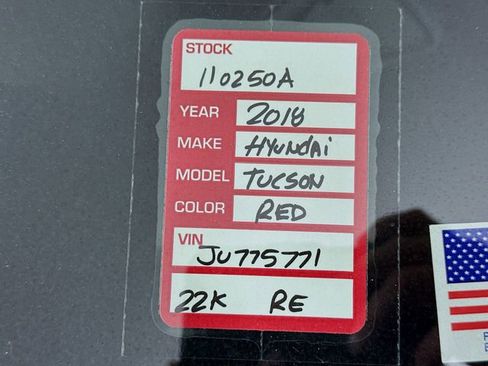 STOCK
110250A
YEAR 2018
MAKE HYUNDAI
MODEL TUCSON
COLOR RED
VIN
JU775771
22K RE